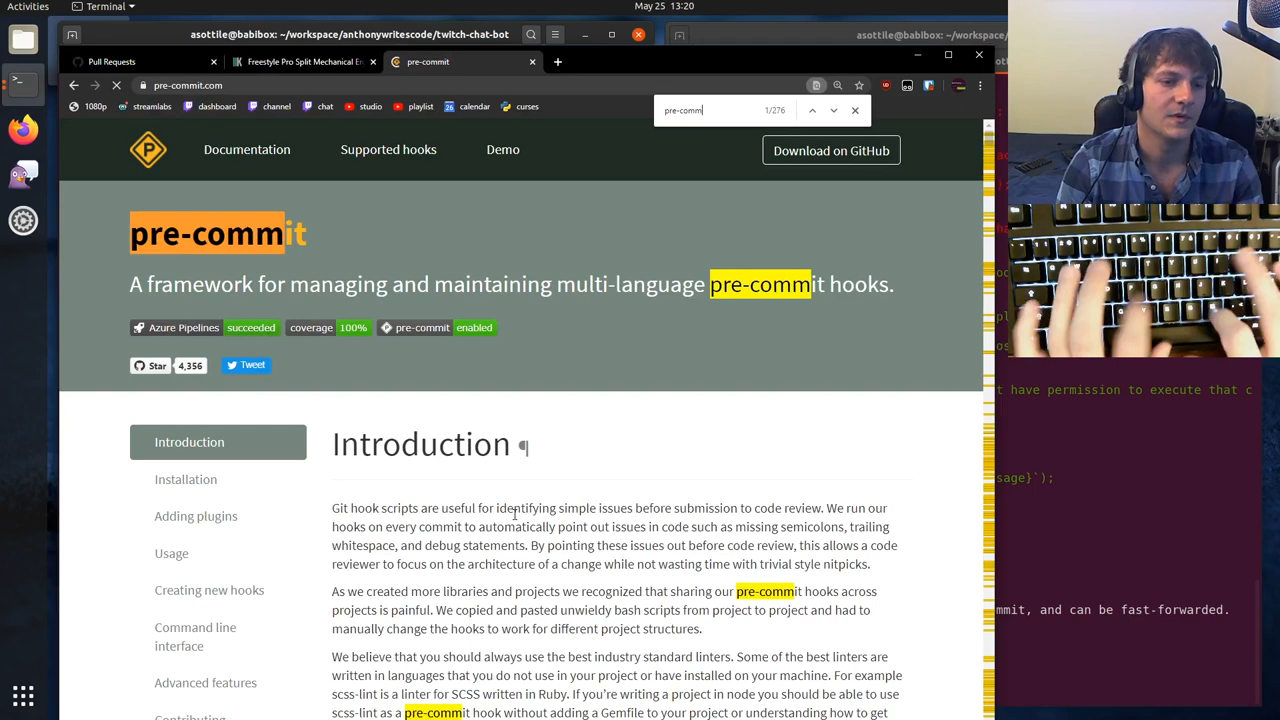 Activities
Terminal
May 25 13:20
asottile@babibox: ~/workspace/anthonywritescode/twitch-chat-bot
asottile@babibox: ~/workspace/
Pull Requests
Freestyle Pro Split Mechanical En
pre-commit
pre-commit.com
1080p
streamlabs
dashboard
channel
chat
studio
playlist
26 calendar
curses
pre-comm
1/276
Documentation
Supported hooks
Demo
Download on GitHub
pre-commit
A framework for managing and maintaining multi-language pre-commit hooks.
Azure Pipelines succeeded
coverage 100%
pre-commit enabled
Star 4,356
Tweet
Introduction
Installation
Adding plugins
Usage
Creating new hooks
Command line
interface
Advanced features
Contributing
Introduction ¶
Git hook scripts are useful for identifying simple issues before submission to code review. We run our
hooks on every commit to automatically point out issues in code such as missing semicolons, trailing
whitespace, and debug statements. By pointing these issues out before code review, this allows a code
reviewer to focus on the architecture of a change while not wasting time with trivial style nitpicks.
As we created more libraries and projects we recognized that sharing our pre-commit hooks across
projects is painful. We copied and pasted unwieldy bash scripts from project to project and had to
manually change the hooks to work for different project structures.
We believe that you should always use the best industry standard linters. Some of the best linters are
written in languages that you do not use in your project or have installed on your machine. For example
scss-lint is a linter for SCSS written in Ruby. If you're writing a project in node you should be able to use
scss-lint as a pre-commit hook without adding a Gemfile to your project or understanding how to get
t have permission to execute that c
sage}`);
mmit, and can be fast-forwarded.